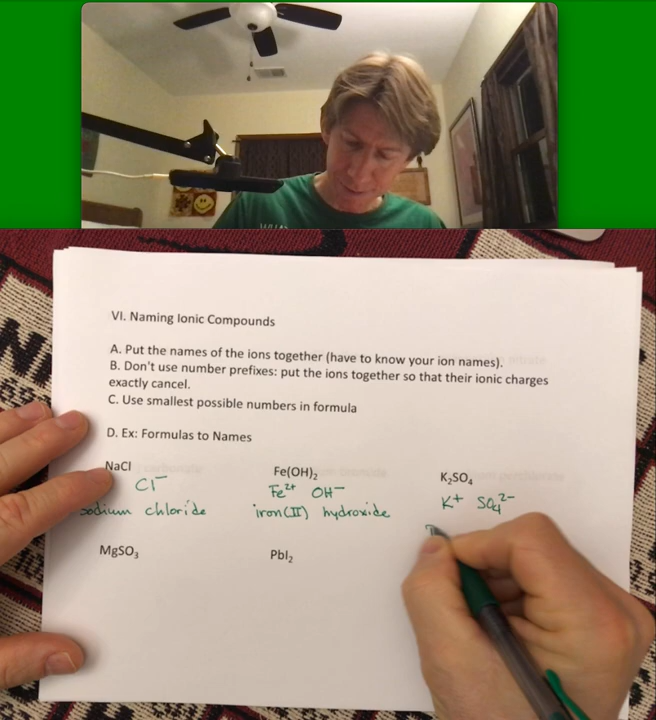 VI. Naming Ionic Compounds
A. Put the names of the ions together (have to know your ion names).
B. Don't use number prefixes: put the ions together so that their ionic charges
exactly cancel.
C. Use smallest possible numbers in formula
D. Ex: Formulas to Names
NaCl Fe(OH)₂ K₂SO₄
Cl⁻ Fe²⁺ OH⁻ K⁺ SO₄²⁻
sodium chloride iron(II) hydroxide
MgSO₃ PbI₂